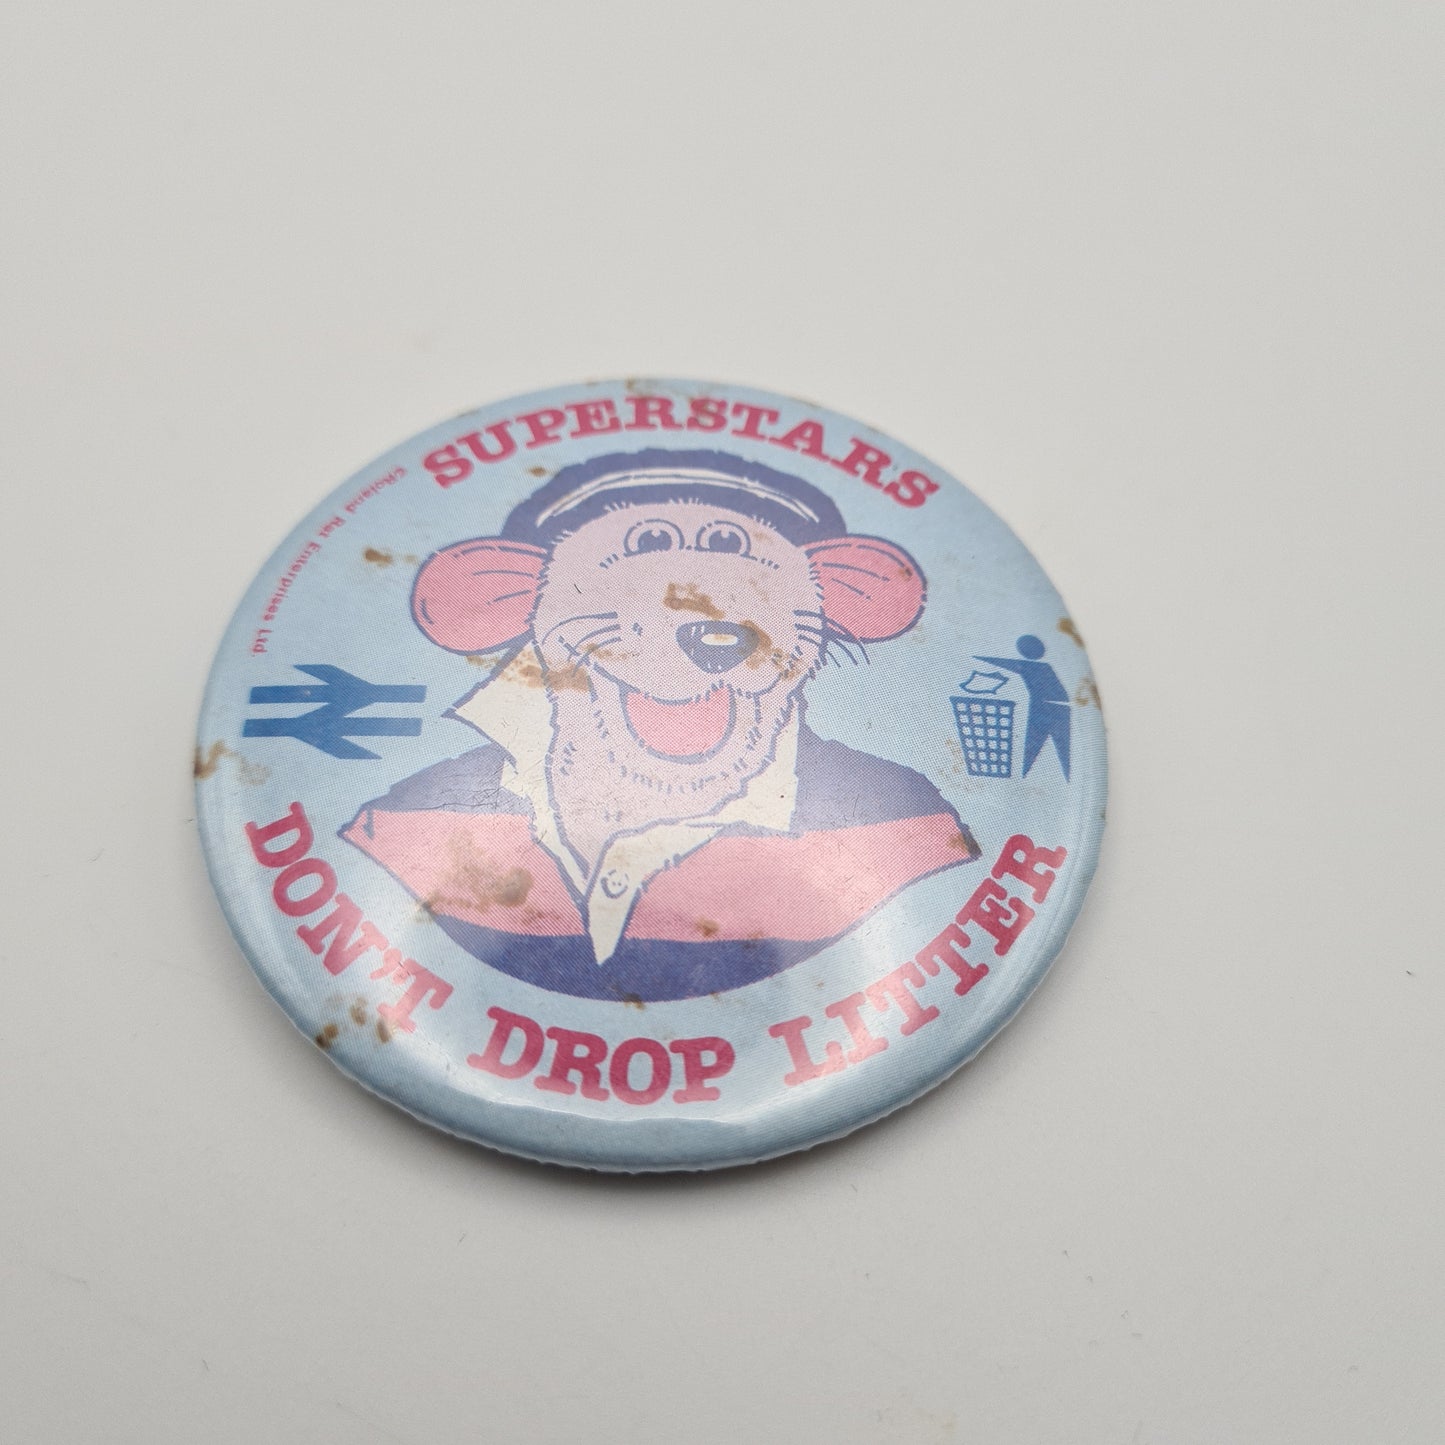 SUPERSTARS
©Roland Rat Enterprises Ltd.
DON'T DROP LITTER